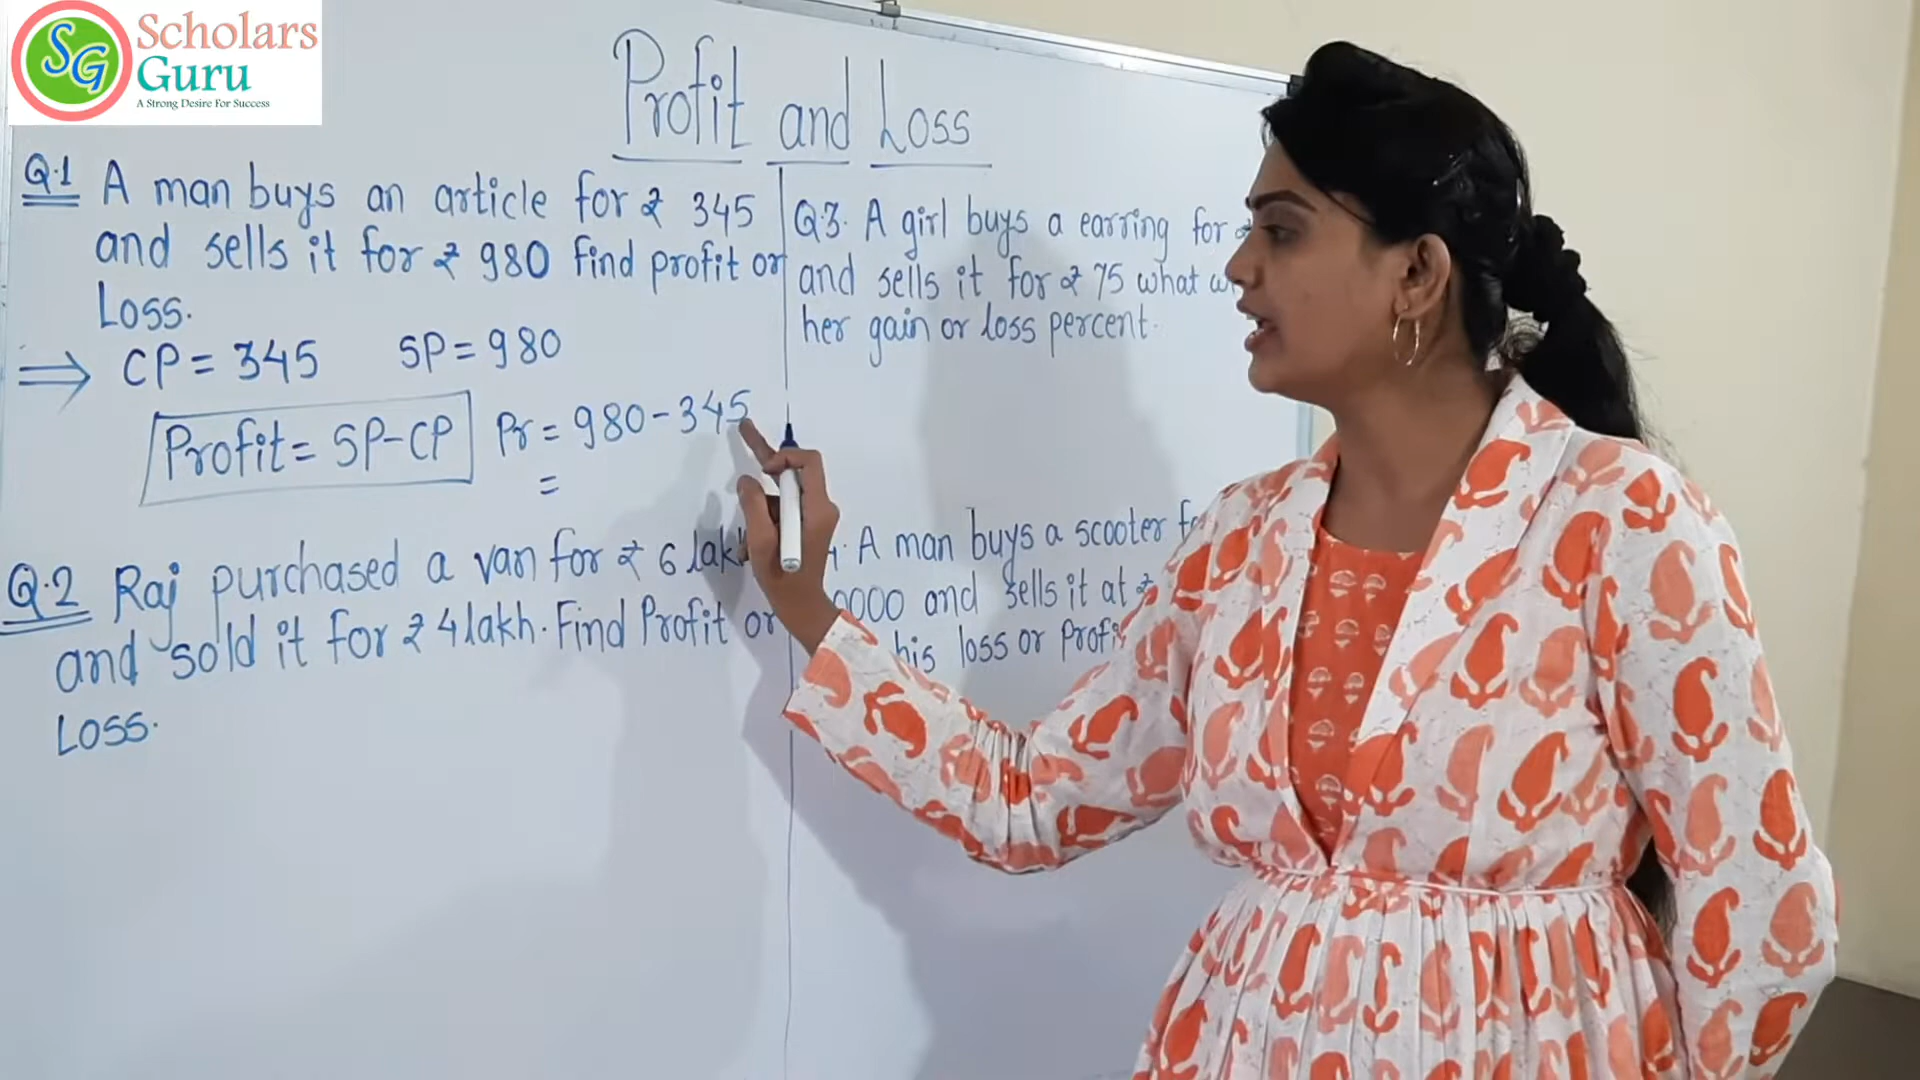 SG Scholars
Guru
A Strong Desire For Success
Profit and Loss
Q.1 A man buys an article for ₹ 345
and sells it for ₹ 980 find profit or
Loss.
⇒ CP = 345 SP = 980
Profit = SP-CP Pr = 980-345
=
Q.2 Raj purchased a van for ₹ 6 lakh
and sold it for ₹ 4 lakh. Find Profit or
Loss.
Q.3. A girl buys a earring for ₹
and sells it for ₹ 75 what
her gain or loss percent.
A man buys a scooter
and sells it at ₹
his loss or